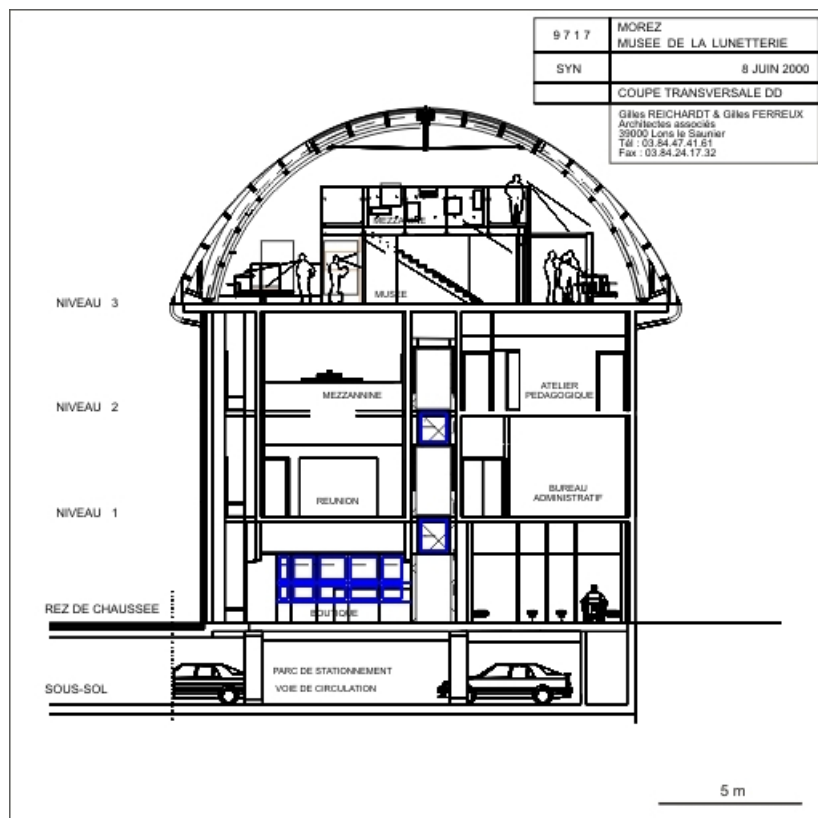 9717
MOREZ
MUSEE DE LA LUNETTERIE
SYN
8 JUIN 2000
COUPE TRANSVERSALE DD
Gilles REICHARDT & Gilles FERREUX
Architectes associés
39000 Lons le Saunier
Tél : 03.84.47.41.61
Fax : 03.84.24.17.32
MEZZANINE
MUSEE
NIVEAU 3
MEZZANNINE
ATELIER
PEDAGOGIQUE
NIVEAU 2
REUNION
BUREAU
ADMINISTRATIF
NIVEAU 1
BOUTIQUE
REZ DE CHAUSSEE
PARC DE STATIONNEMENT
VOIE DE CIRCULATION
SOUS-SOL
5 m